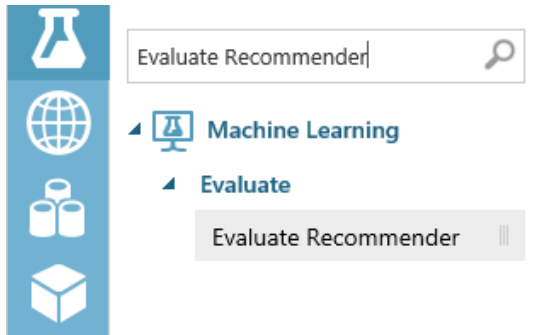 Evaluate Recommender
Machine Learning
Evaluate
Evaluate Recommender